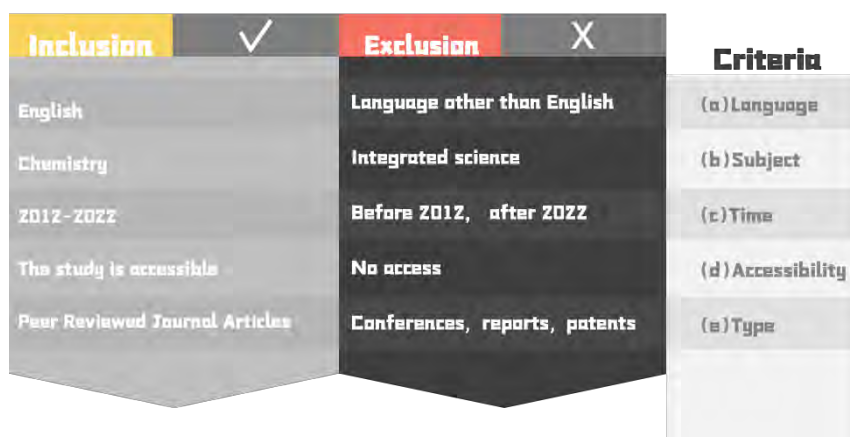 Inclusion ✓ Exclusion X Criteria
English Language other than English (a)Language
Chemistry Integrated science (b)Subject
2012-2022 Before 2012, after 2022 (c)Time
The study is accessible No access (d)Accessibility
Peer Reviewed Journal Articles Conferences, reports, patents (e)Type